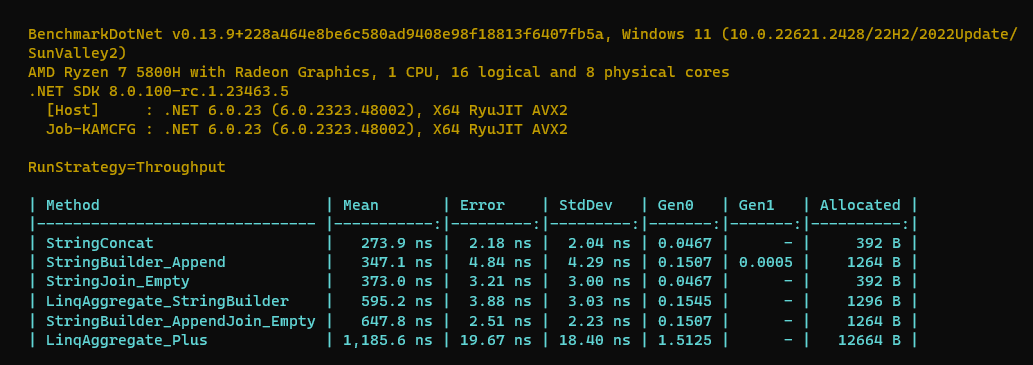 BenchmarkDotNet v0.13.9+228a464e8be6c580ad9408e98f18813f6407fb5a, Windows 11 (10.0.22621.2428/22H2/2022Update/
SunValley2)
AMD Ryzen 7 5800H with Radeon Graphics, 1 CPU, 16 logical and 8 physical cores
.NET SDK 8.0.100-rc.1.23463.5
  [Host]     : .NET 6.0.23 (6.0.2323.48002), X64 RyuJIT AVX2
  Job-KAMCFG : .NET 6.0.23 (6.0.2323.48002), X64 RyuJIT AVX2
RunStrategy=Throughput
| Method                        | Mean       | Error    | StdDev   | Gen0   | Gen1   | Allocated |
|------------------------------ |-----------:|---------:|---------:|-------:|-------:|----------:|
| StringConcat                  |   273.9 ns |  2.18 ns |  2.04 ns | 0.0467 |      - |     392 B |
| StringBuilder_Append          |   347.1 ns |  4.84 ns |  4.29 ns | 0.1507 | 0.0005 |    1264 B |
| StringJoin_Empty              |   373.0 ns |  3.21 ns |  3.00 ns | 0.0467 |      - |     392 B |
| LinqAggregate_StringBuilder   |   595.2 ns |  3.88 ns |  3.03 ns | 0.1545 |      - |    1296 B |
| StringBuilder_AppendJoin_Empty |   647.8 ns |  2.51 ns |  2.23 ns | 0.1507 |      - |    1264 B |
| LinqAggregate_Plus            | 1,185.6 ns | 19.67 ns | 18.40 ns | 1.5125 |      - |   12664 B |